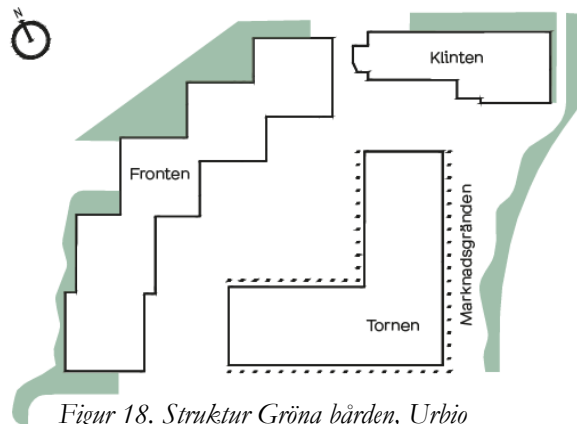 N
Klinten
Fronten
Marknadsgränden
Tornen
Figur 18. Struktur Gröna bården, Urbio